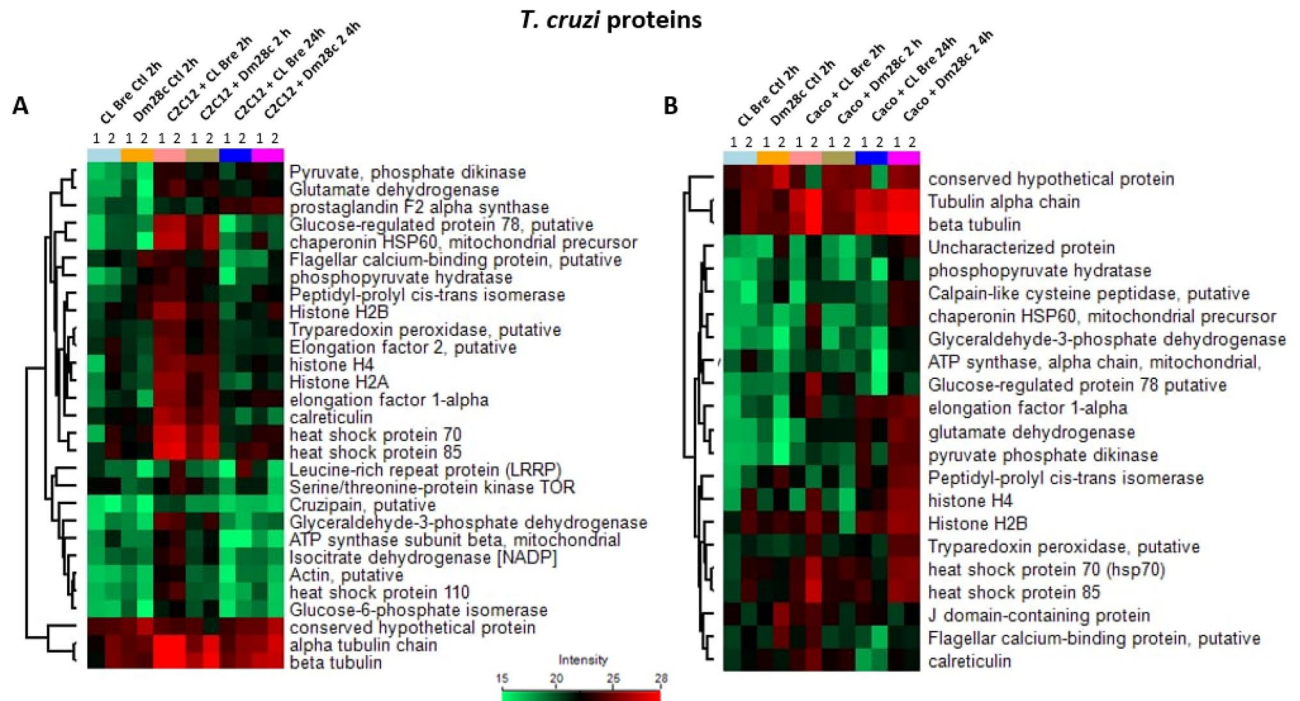 T. cruzi proteins
A
CL Bre Ctl 2h
Dm28c Ctl 2h
C2C12 + CL Bre 2h
C2C12 + Dm28c 2 h
C2C12 + CL Bre 24h
C2C12 + Dm28c 2 4h
1 2 1 2 1 2 1 2 1 2 1 2
Pyruvate, phosphate dikinase
Glutamate dehydrogenase
prostaglandin F2 alpha synthase
Glucose-regulated protein 78, putative
chaperonin HSP60, mitochondrial precursor
Flagellar calcium-binding protein, putative
phosphopyruvate hydratase
Peptidyl-prolyl cis-trans isomerase
Histone H2B
Tryparedoxin peroxidase, putative
Elongation factor 2, putative
histone H4
Histone H2A
elongation factor 1-alpha
calreticulin
heat shock protein 70
heat shock protein 85
Leucine-rich repeat protein (LRRP)
Serine/threonine-protein kinase TOR
Cruzipain, putative
Glyceraldehyde-3-phosphate dehydrogenase
ATP synthase subunit beta, mitochondrial
Isocitrate dehydrogenase [NADP]
Actin, putative
heat shock protein 110
Glucose-6-phosphate isomerase
conserved hypothetical protein
alpha tubulin chain
beta tubulin
B
CL Bre Ctl 2h
Dm28c Ctl 2h
Caco + CL Bre 2h
Caco + Dm28c 2 h
Caco + CL Bre 24h
Caco + Dm28c 2 4h
1 2 1 2 1 2 1 2 1 2 1 2
conserved hypothetical protein
Tubulin alpha chain
beta tubulin
Uncharacterized protein
phosphopyruvate hydratase
Calpain-like cysteine peptidase, putative
chaperonin HSP60, mitochondrial precursor
Glyceraldehyde-3-phosphate dehydrogenase
ATP synthase, alpha chain, mitochondrial,
Glucose-regulated protein 78 putative
elongation factor 1-alpha
glutamate dehydrogenase
pyruvate phosphate dikinase
Peptidyl-prolyl cis-trans isomerase
histone H4
Histone H2B
Tryparedoxin peroxidase, putative
heat shock protein 70 (hsp70)
heat shock protein 85
J domain-containing protein
Flagellar calcium-binding protein, putative
calreticulin
Intensity
15 20 25 28